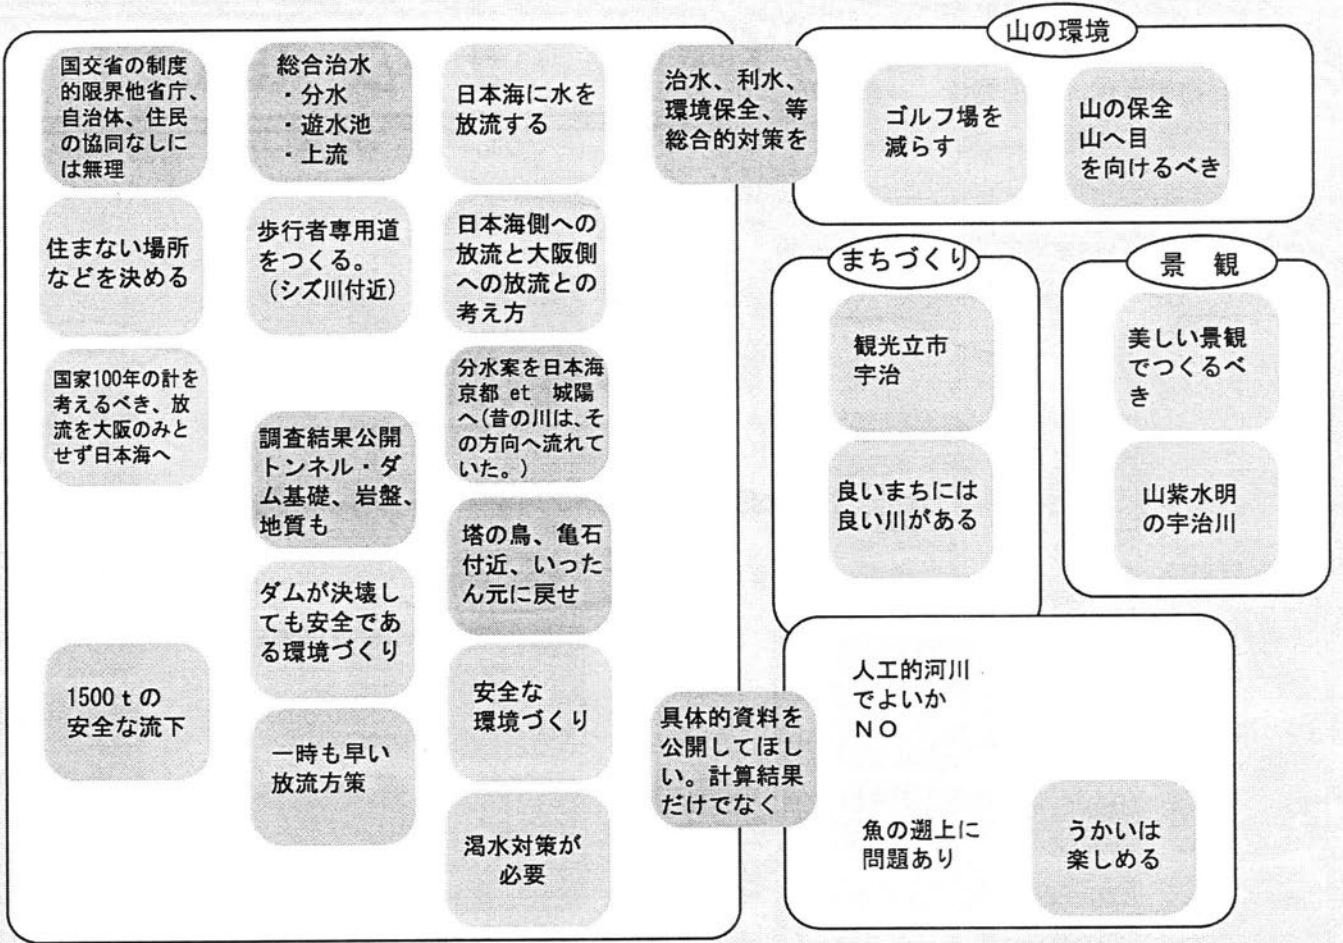 国交省の制度
的限界他省庁、
自治体、住民
の協同なしに
は無理
総合治水
・分水
・遊水池
・上流
日本海に水を
放流する
治水、利水、
環境保全、等
総合的対策を
住まない場所
などを決める
歩行者専用道
をつくる。
(シズ川付近)
日本海側への
放流と大阪側
への放流との
考え方
国家100年の計を
考えるべき、放
流を大阪のみと
せず日本海へ
調査結果公開
トンネル・ダ
ム基礎、岩盤、
地質も
分水案を日本海
京都 et 城陽
へ(昔の川は、そ
の方向へ流れて
いた。)
塔の島、亀石
付近、いった
ん元に戻せ
ダムが決壊し
ても安全であ
る環境づくり
1500tの
安全な流下
安全な
環境づくり
一時も早い
放流方策
渇水対策が
必要
具体的資料を
公開してほし
い。計算結果
だけでなく
山の環境
ゴルフ場を
減らす
山の保全
山へ目
を向けるべき
まちづくり
観光立市
宇治
良いまちには
良い川がある
景 観
美しい景観
でつくるべ
き
山紫水明
の宇治川
人工的河川
でよいか
NO
魚の遡上に
問題あり
うかいは
楽しめる